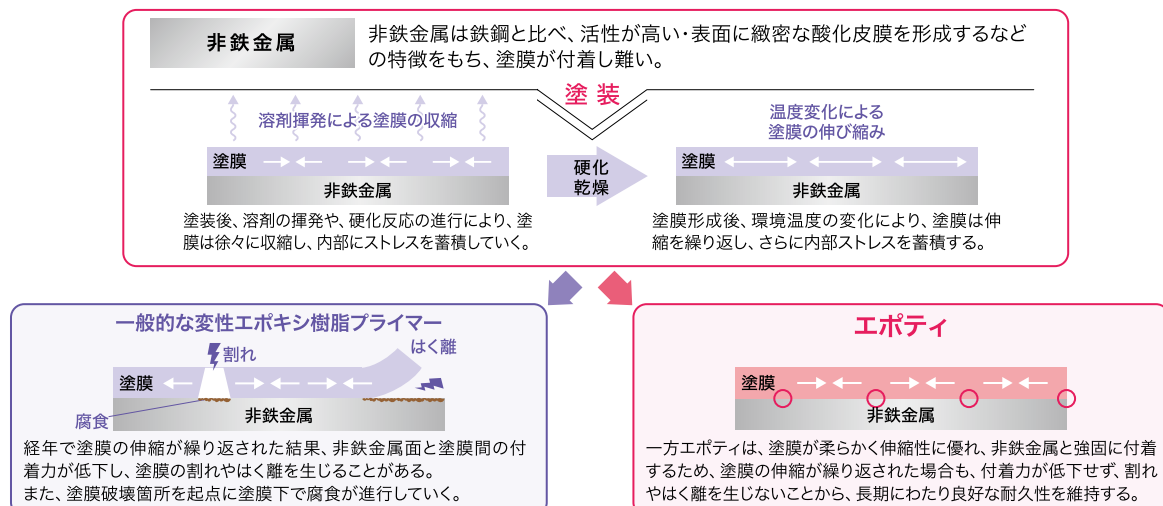 非鉄金属
非鉄金属は鉄鋼と比べ、活性が高い・表面に緻密な酸化皮膜を形成するなど
の特徴をもち、塗膜が付着し難い。
塗装
溶剤揮発による塗膜の収縮
塗膜
非鉄金属
塗装後、溶剤の揮発や、硬化反応の進行により、塗
膜は徐々に収縮し、内部にストレスを蓄積していく。
硬化
乾燥
温度変化による
塗膜の伸び縮み
塗膜
非鉄金属
塗膜形成後、環境温度の変化により、塗膜は伸
縮を繰り返し、さらに内部ストレスを蓄積する。
一般的な変性エポキシ樹脂プライマー
割れ
はく離
塗膜
腐食
非鉄金属
経年で塗膜の伸縮が繰り返された結果、非鉄金属面と塗膜間の付
着力が低下し、塗膜の割れやはく離を生じることがある。
また、塗膜破壊箇所を起点に塗膜下で腐食が進行していく。
エポティ
塗膜
非鉄金属
一方エポティは、塗膜が柔らかく伸縮性に優れ、非鉄金属と強固に付着
するため、塗膜の伸縮が繰り返された場合も、付着力が低下せず、割れ
やはく離を生じないことから、長期にわたり良好な耐久性を維持する。